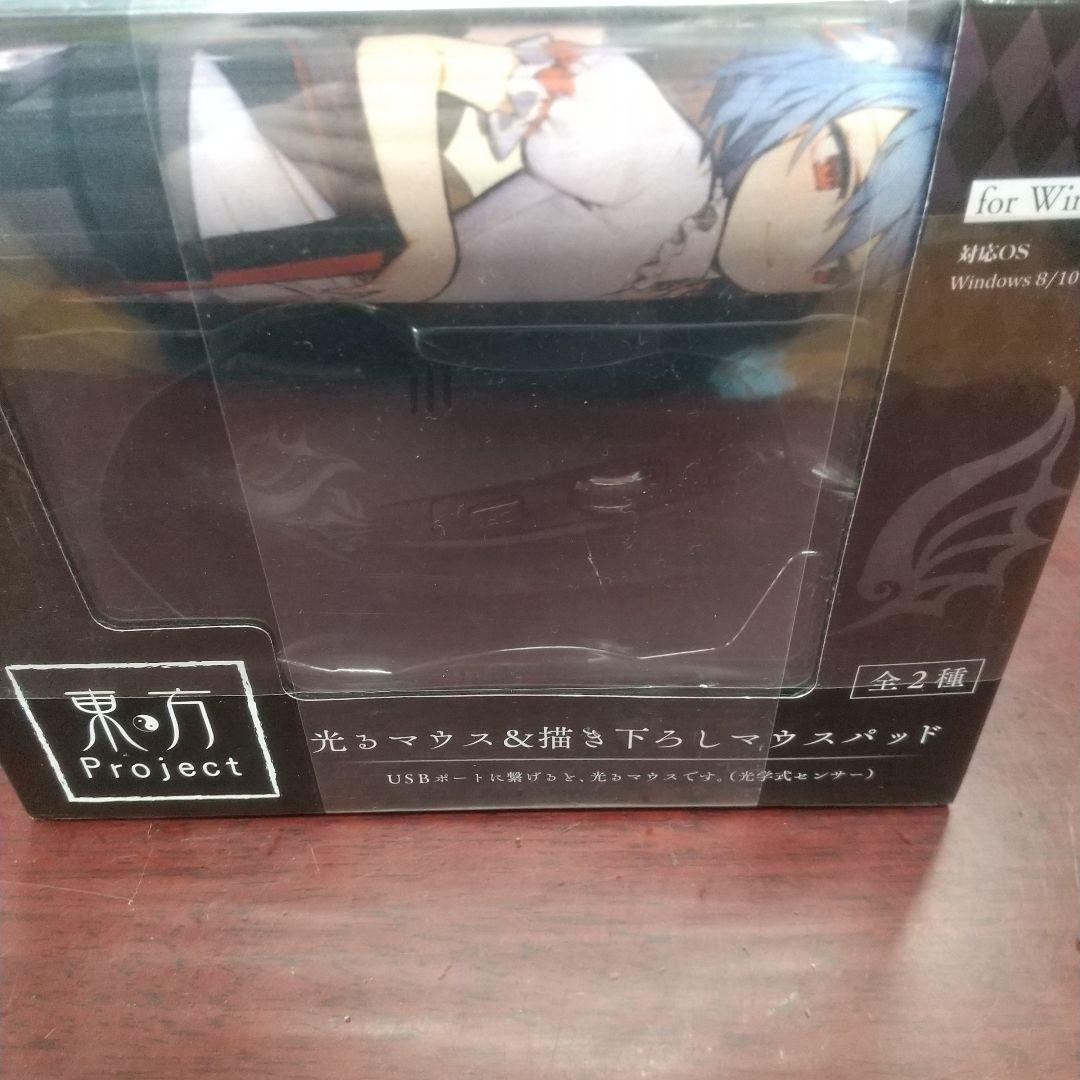 for Win
対応OS
Windows 8/10
全2種
東方
Project
光るマウス&描き下ろしマウスパッド
USBポートに繋げると、光るマウスです。(光学式センサー)